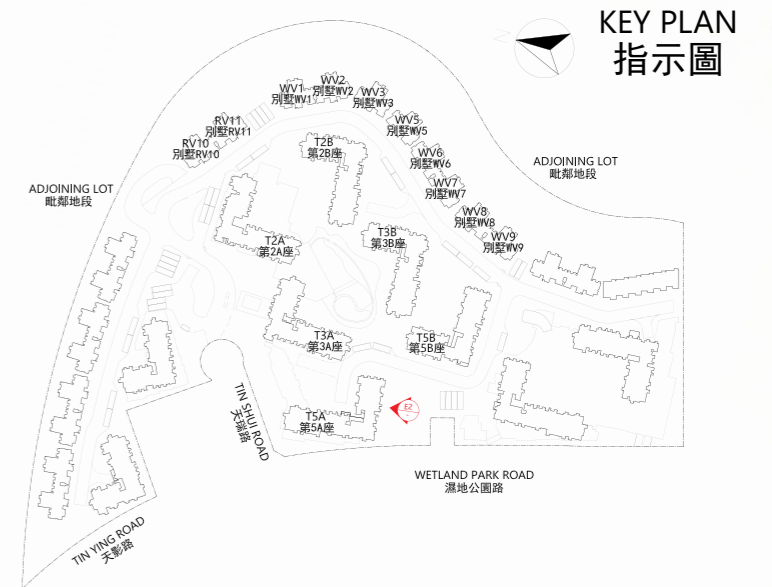 KEY PLAN
指示圖
WV1
別墅WV1
WV2
別墅WV2
WV3
別墅WV3
RV11
別墅RV11
WV5
別墅WV5
RV10
別墅RV10
T2B
第2B座
WV6
別墅WV6
ADJOINING LOT
毗鄰地段
ADJOINING LOT
毗鄰地段
WV7
別墅WV7
WV8
別墅WV8
T2A
第2A座
T3B
第3B座
WV9
別墅WV9
T3A
第3A座
T5B
第5B座
TIN SHUI ROAD
天瑞路
T5A
第5A座
E2
WETLAND PARK ROAD
濕地公園路
TIN YING ROAD
天影路